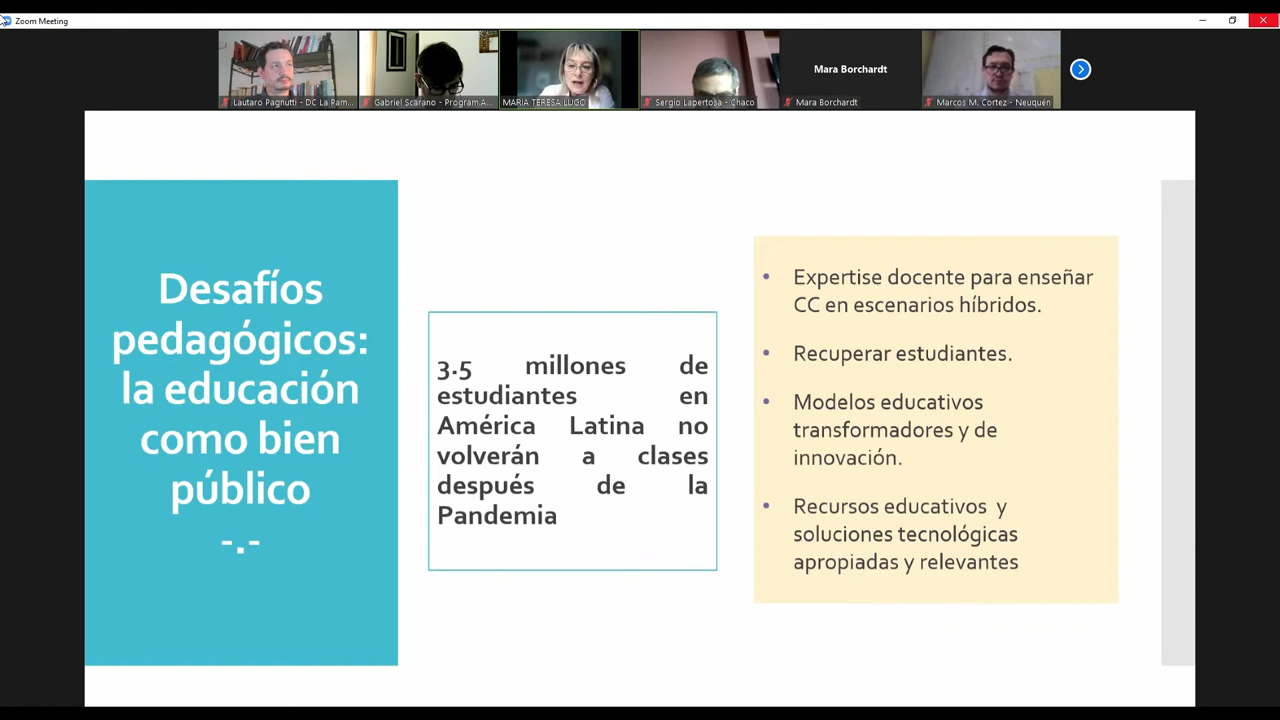 Zoom Meeting
Mara Borchardt
Lautaro Pagnutti - DC La Pam...
Gabriel Scarano - Program.A...
MARIA TERESA LUGO
Sergio Lapertosa - Chaco
Mara Borchardt
Marcos M. Cortez - Neuquén
Desafíos
pedagógicos:
la educación
como bien
público
-.-
3.5 millones de
estudiantes en
América Latina no
volverán a clases
después de la
Pandemia
• Expertise docente para enseñar
CC en escenarios híbridos.
• Recuperar estudiantes.
• Modelos educativos
transformadores y de
innovación.
• Recursos educativos y
soluciones tecnológicas
apropiadas y relevantes